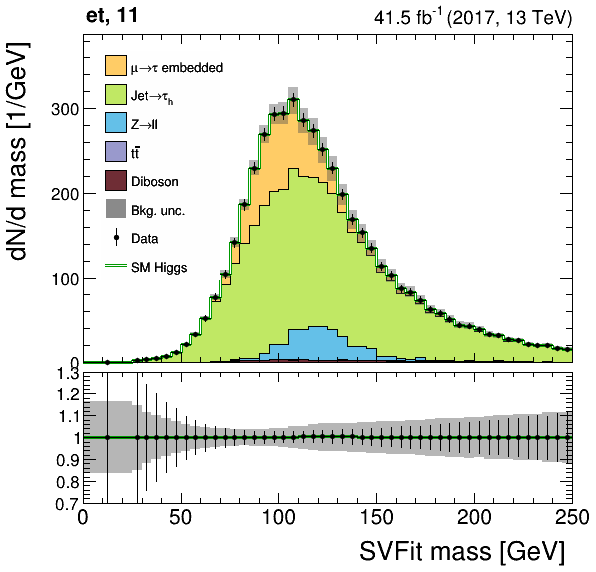 et, 11
41.5 fb⁻¹ (2017, 13 TeV)
dN/d mass [1/GeV]
300
200
100
0
μ→τ embedded
Jet→τₕ
Z→ll
tt̅
Diboson
Bkg. unc.
Data
SM Higgs
1.3
1.2
1.1
1
0.9
0.8
0.7
0 50 100 150 200 250
SVFit mass [GeV]